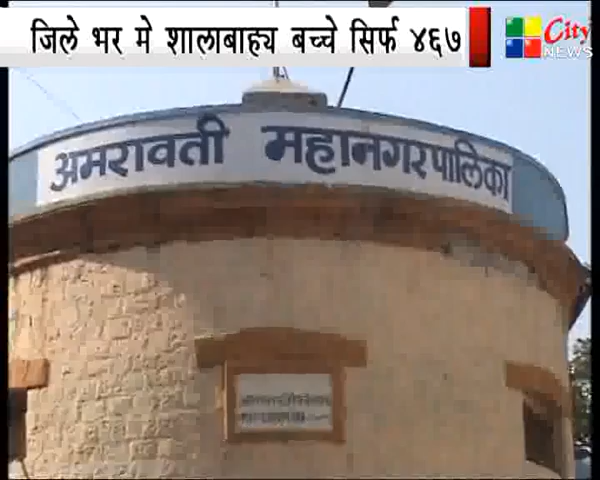 जिले भर मे शालाबाह्य बच्चे सिर्फ ४६७
City
NEWS
अमरावती महानगरपालिका